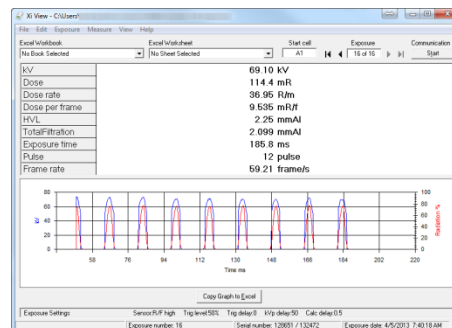 Xi View - C:\Users\
File Edit Exposure Measure View Help
Excel Workbook Excel Worksheet Start cell Exposure Communication
No Book Selected No Sheet Selected A1 16 of 16 Start
kV 69.10 kV
Dose 114.4 mR
Dose rate 36.95 R/m
Dose per frame 9.535 mR/f
HVL 2.25 mmAl
TotalFiltration 2.099 mmAl
Exposure time 185.8 ms
Pulse 12 pulse
Frame rate 59.21 frame/s
80 100
60 80
40 60
20 40
0 20
0
kV
Radiation %
58 76 94 112 130 148 166 184 202 220
Time ms
Copy Graph to Excel
Exposure Settings Sensor:R/F high Trig level:50% Trig delay:0 kVp delay:50 Calc delay:0.5
Exposure number: 16 Serial number: 128651 / 132472 Exposure date: 4/5/2013 7:40:18 AM